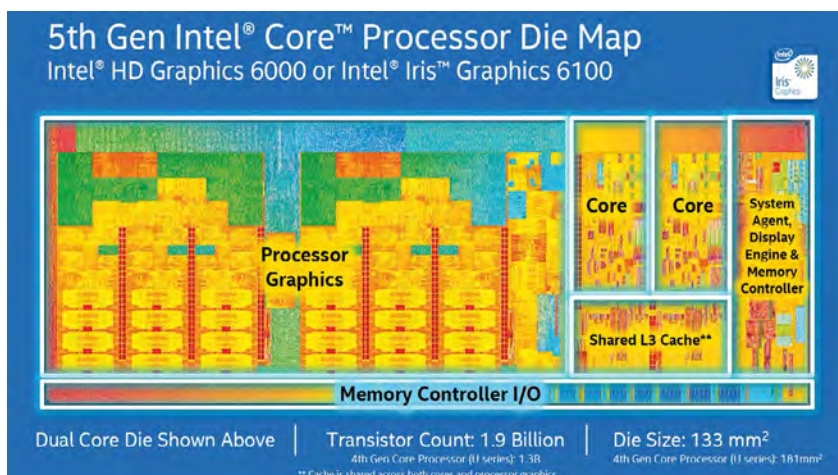 5th Gen Intel® Core™ Processor Die Map
Intel® HD Graphics 6000 or Intel® Iris™ Graphics 6100
intel
Iris™
Graphics
Processor
Graphics
Core
Core
System
Agent,
Display
Engine &
Memory
Controller
Shared L3 Cache**
Memory Controller I/O
Dual Core Die Shown Above
Transistor Count: 1.9 Billion
4th Gen Core Processor (U series): 1.3B
Die Size: 133 mm²
4th Gen Core Processor (U series): 181mm²
** Cache is shared across both cores and processor graphics